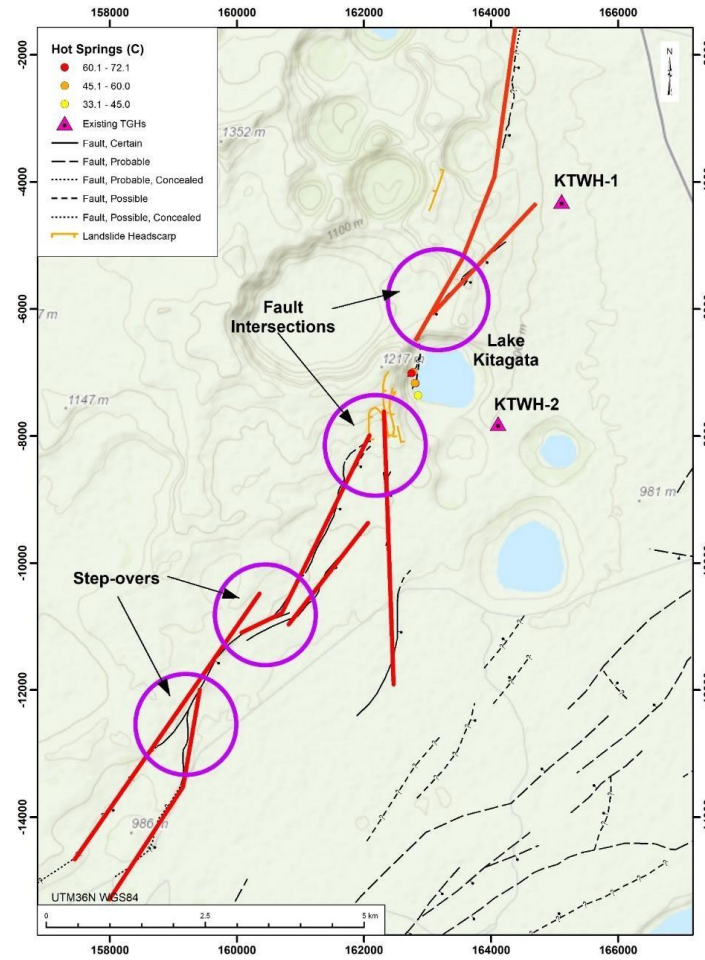 158000 160000 162000 164000 166000
Hot Springs (C)
60.1 - 72.1
45.1 - 60.0
33.1 - 45.0
Existing TGHs
Fault, Certain
Fault, Probable
Fault, Probable, Concealed
Fault, Possible
Fault, Possible, Concealed
Landslide Headscarp
N
-2000
1352 m
-4000
KTWH-1
1100 m
Fault
Intersections
-6000
7 m
Lake
Kitagata
1217 m
1147 m
KTWH-2
-8000
981 m
-10000
Step-overs
-12000
-14000
986 m
UTM36N WGS84
0 2.5 5 km
158000 160000 162000 164000 166000